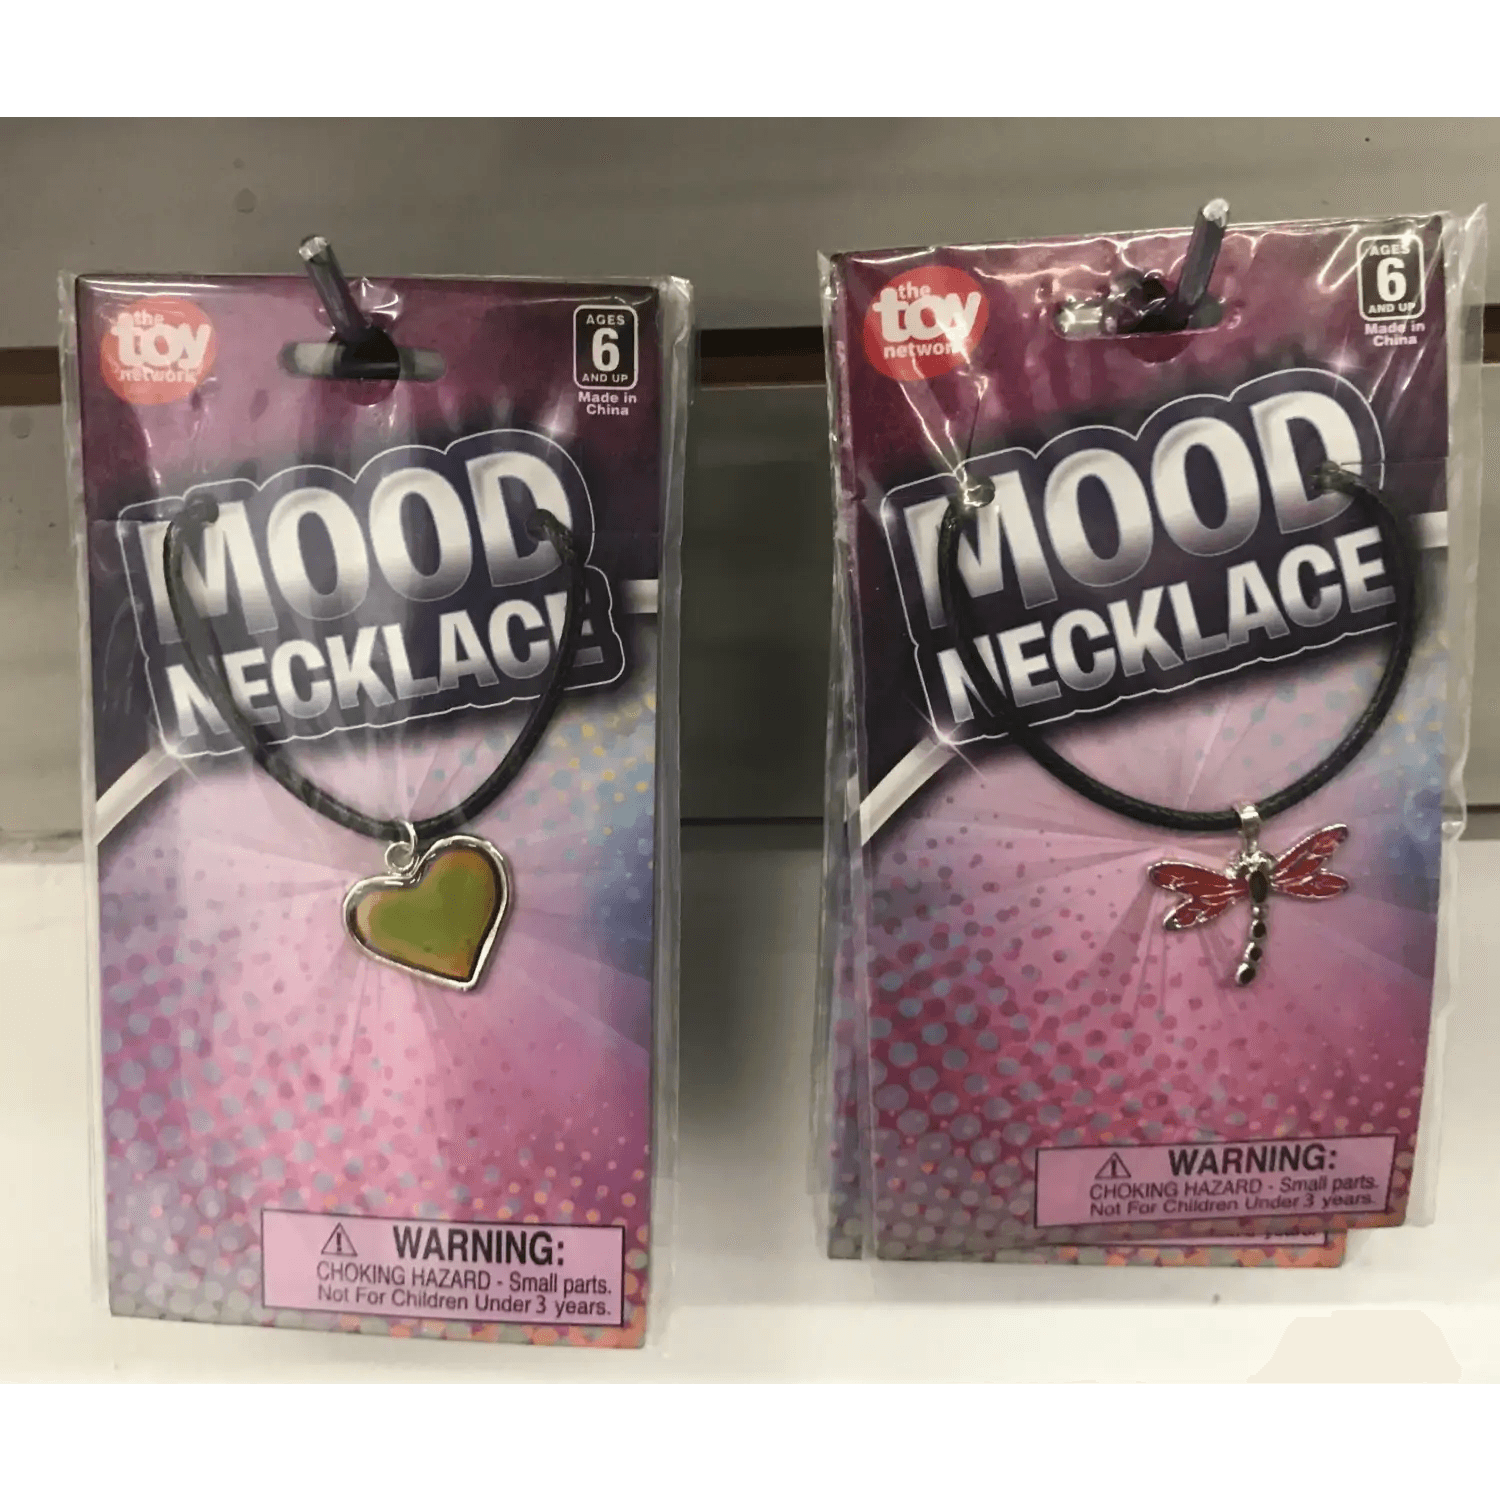 the
toy
network
AGES
6
AND UP
Made in
China
MOOD
NECKLACE
WARNING:
CHOKING HAZARD - Small parts.
Not For Children Under 3 years.
the
toy
network
AGES
6
AND UP
Made in
China
MOOD
NECKLACE
WARNING:
CHOKING HAZARD - Small parts.
Not For Children Under 3 years.